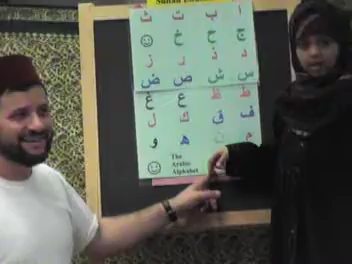 ا ب ت ث
ج ح خ
د ذ ر ز
س ش ص ض
ط ظ ع غ
ف ق ك ل
م ن ه و
The
Arabic
Alphabet